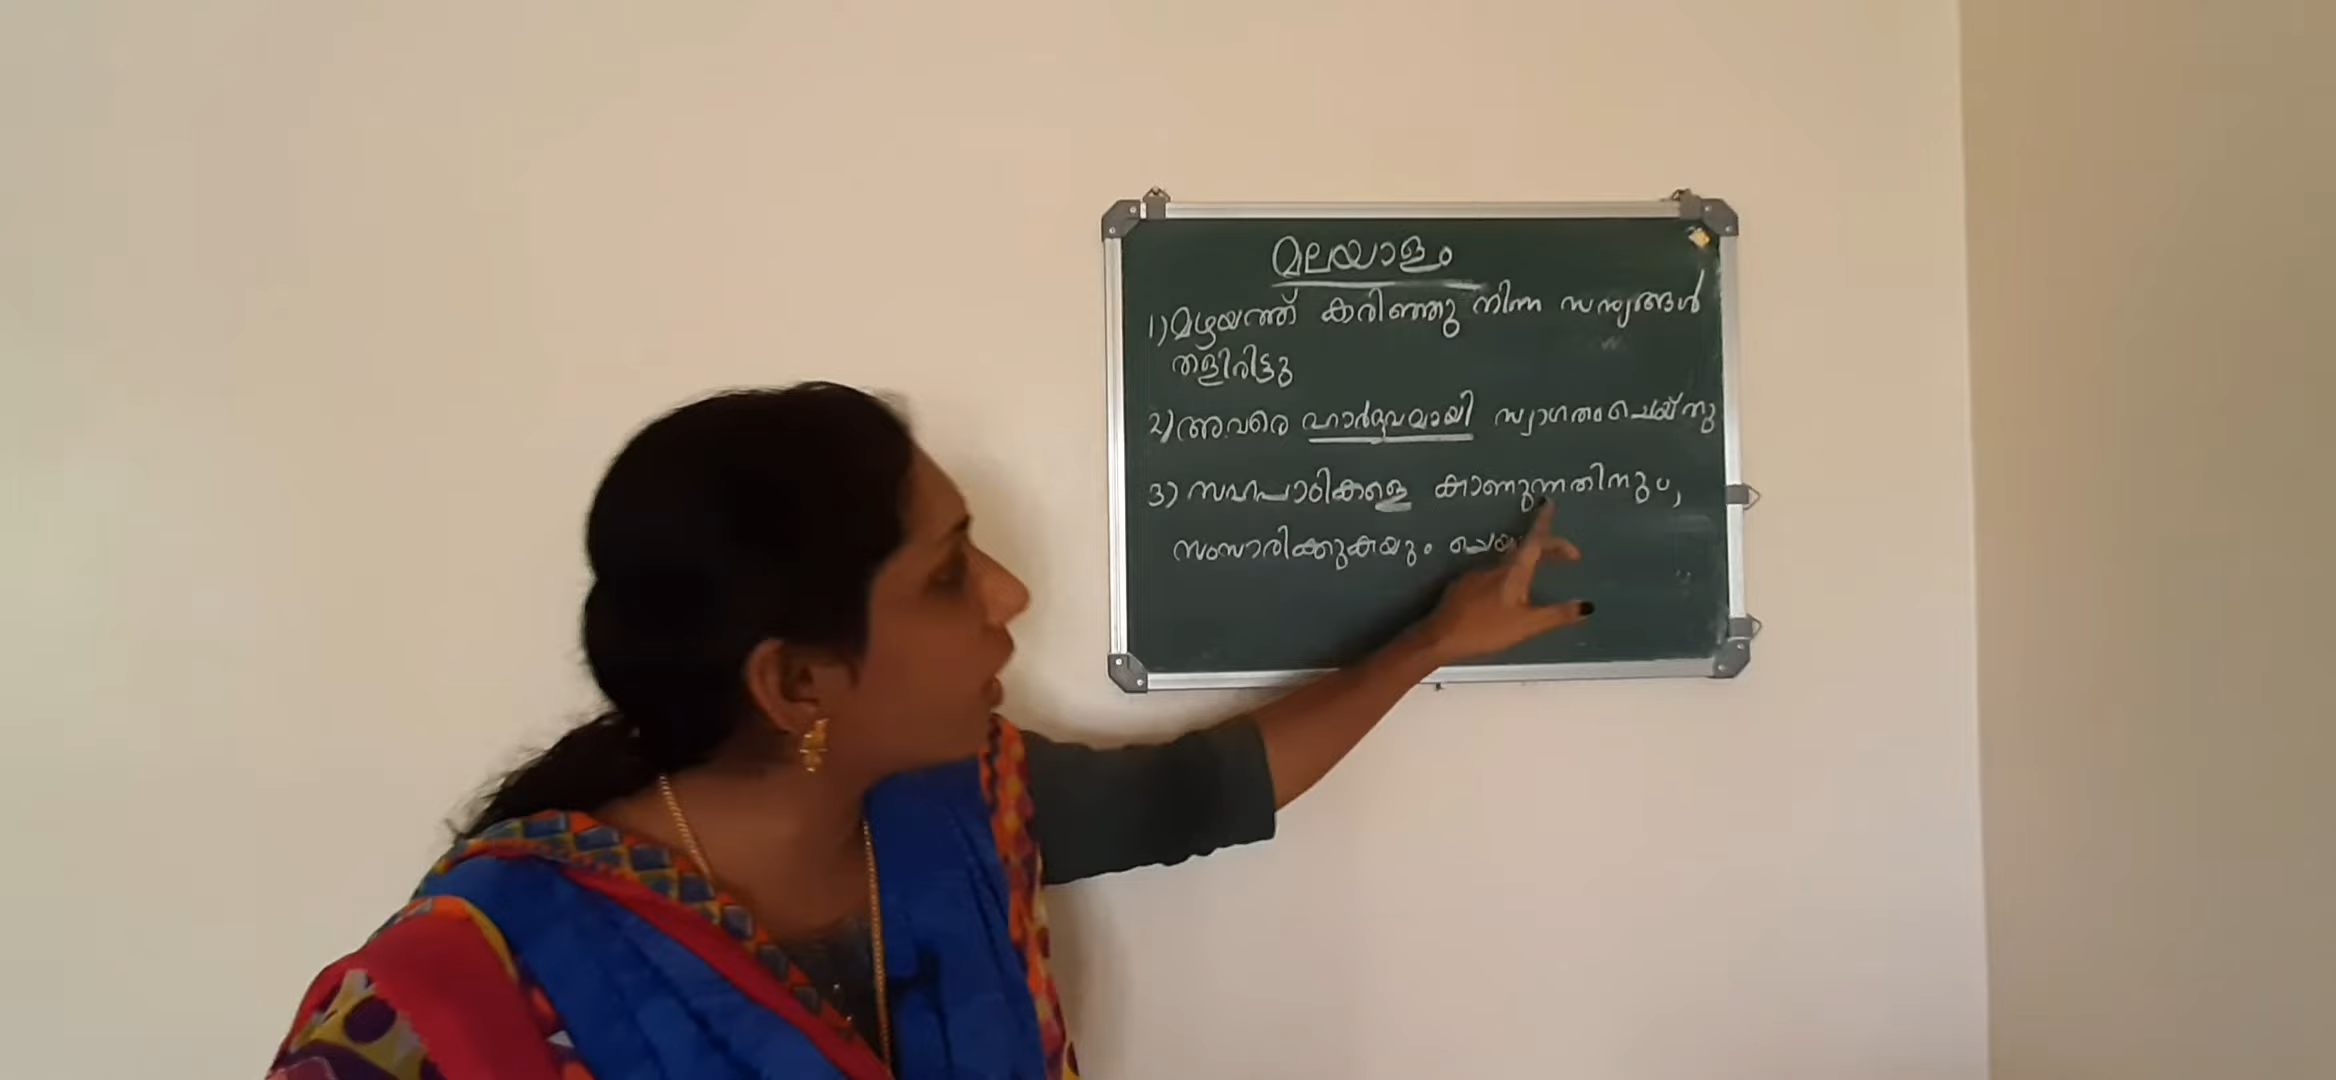 മലയാളം
1) മഴയത്ത് കരിഞ്ഞു നിന്ന സസ്യങ്ങൾ
തളിരിട്ടു
2) അവരെ ഹാർദ്ദവമായി സ്വാഗതം ചെയ്തു
3) സഹപാഠികളെ കാണുന്നതിനും,
സംസാരിക്കുകയും